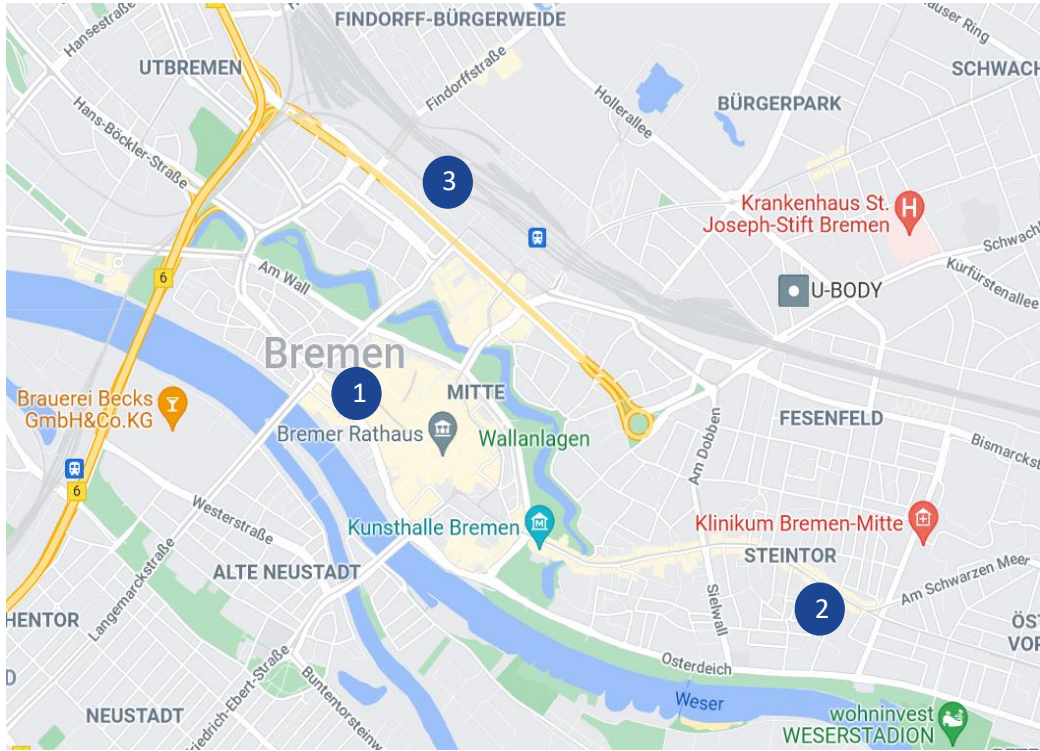 FINDORFF-BÜRGERWEIDE
Hansestraße
UTBREMEN
Findorffstraße
Hollerallee
SCHWACH
BÜRGERPARK
Hans-Böckler-Straße
3
Krankenhaus St.
Joseph-Stift Bremen
H
Schwachh
Kurfürstenallee
6
Am Wall
U-BODY
Bremen
1
MITTE
Brauerei Becks
GmbH&Co.KG
Bremer Rathaus
Wallanlagen
FESENFELD
Am Dobben
Bismarckst
6
Westerstraße
Kunsthalle Bremen
M
Klinikum Bremen-Mitte
STEINTOR
ALTE NEUSTADT
Langemarckstraße
2
Am Schwarzen Meer
Sielwall
HENTOR
ÖST
VOR
Osterdeich
D
Weser
NEUSTADT
Friedrich-Ebert-Straße
Buntentorsteinw
wohninvest
WESERSTADION